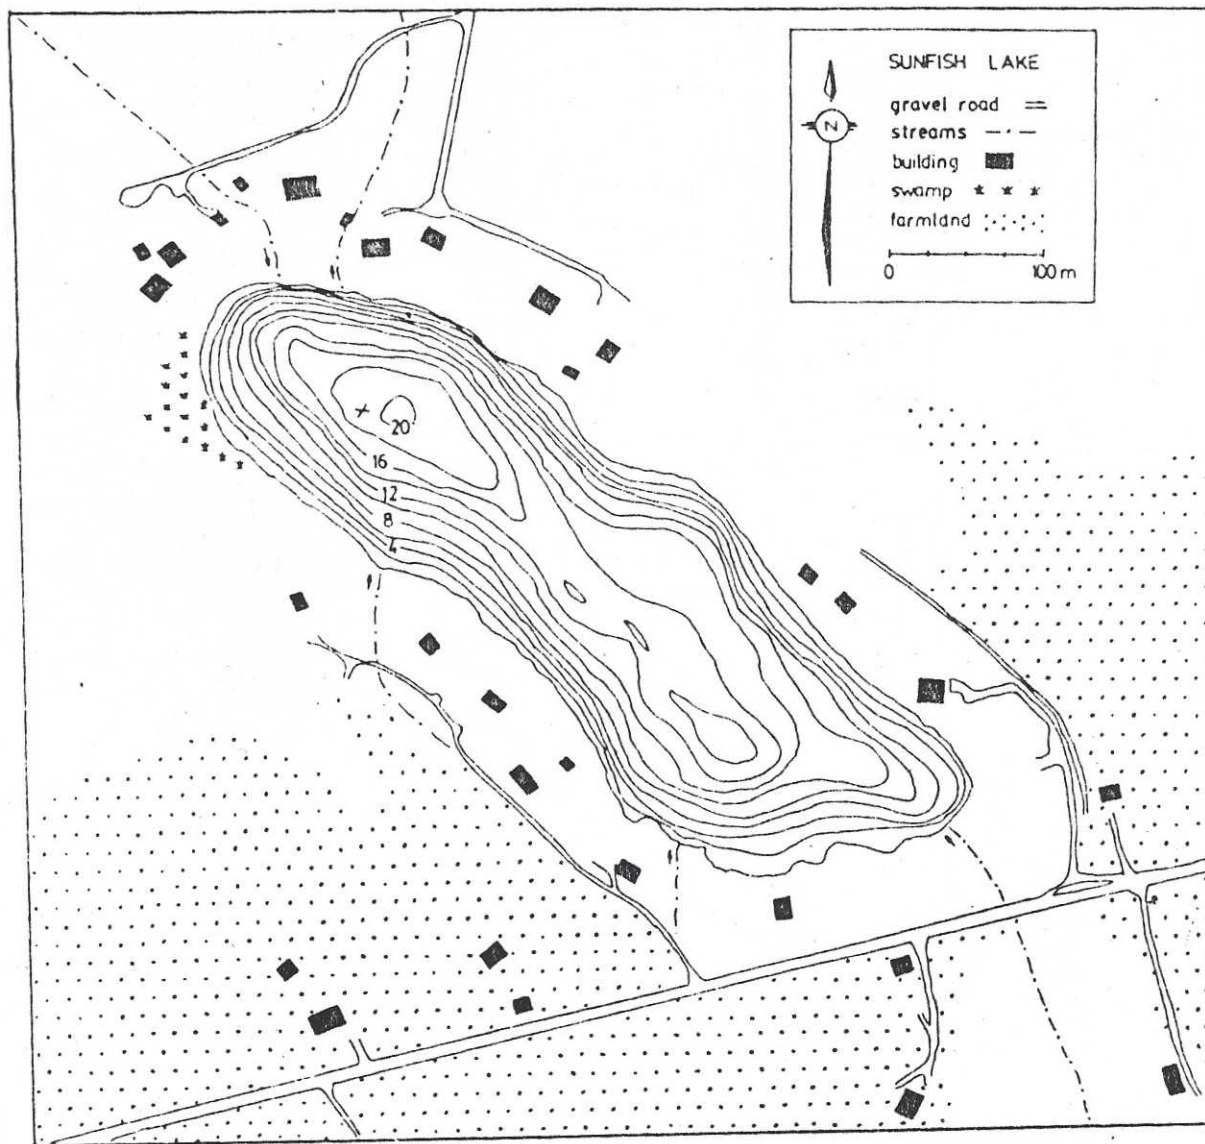 SUNFISH LAKE
N
gravel road
streams
building
swamp
farmland
0 100 m
20
16
12
8
4